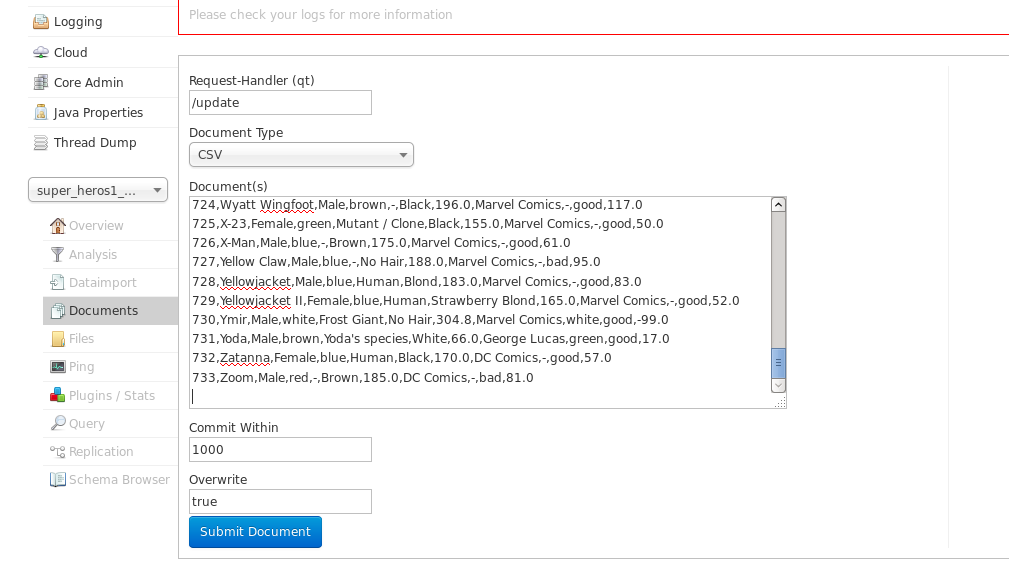 Please check your logs for more information
Logging
Cloud
Core Admin
Java Properties
Thread Dump
super_heros1_...
Overview
Analysis
Dataimport
Documents
Files
Ping
Plugins / Stats
Query
Replication
Schema Browser
Request-Handler (qt)
/update
Document Type
CSV
Document(s)
724,Wyatt Wingfoot,Male,brown,-,Black,196.0,Marvel Comics,-,good,117.0
725,X-23,Female,green,Mutant / Clone,Black,155.0,Marvel Comics,-,good,50.0
726,X-Man,Male,blue,-,Brown,175.0,Marvel Comics,-,good,61.0
727,Yellow Claw,Male,blue,-,No Hair,188.0,Marvel Comics,-,bad,95.0
728,Yellowjacket,Male,blue,Human,Blond,183.0,Marvel Comics,-,good,83.0
729,Yellowjacket II,Female,blue,Human,Strawberry Blond,165.0,Marvel Comics,-,good,52.0
730,Ymir,Male,white,Frost Giant,No Hair,304.8,Marvel Comics,white,good,-99.0
731,Yoda,Male,brown,Yoda's species,White,66.0,George Lucas,green,good,17.0
732,Zatanna,Female,blue,Human,Black,170.0,DC Comics,-,good,57.0
733,Zoom,Male,red,-,Brown,185.0,DC Comics,-,bad,81.0
Commit Within
1000
Overwrite
true
Submit Document